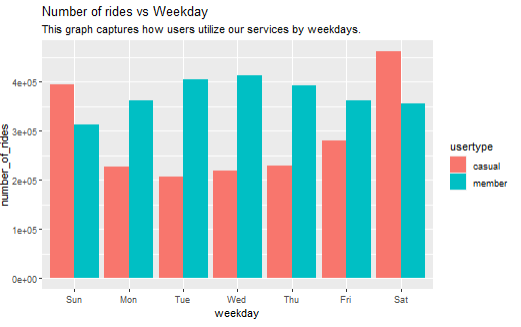 Number of rides vs Weekday
This graph captures how users utilize our services by weekdays.
4e+05
3e+05
2e+05
1e+05
0e+00
number_of_rides
Sun Mon Tue Wed Thu Fri Sat
weekday
usertype
casual
member